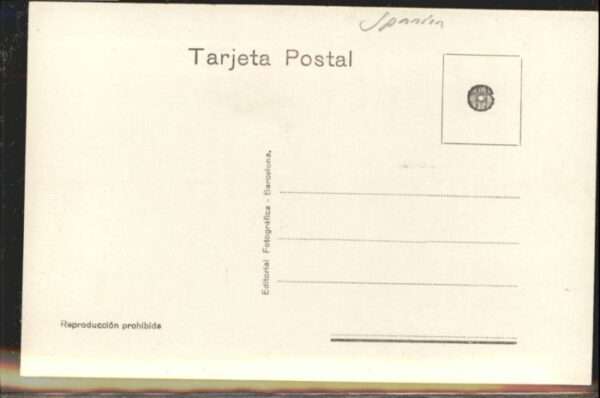 Spanien
Tarjeta Postal
Editorial Fotográfica - Barcelona.
Reproducción prohibida